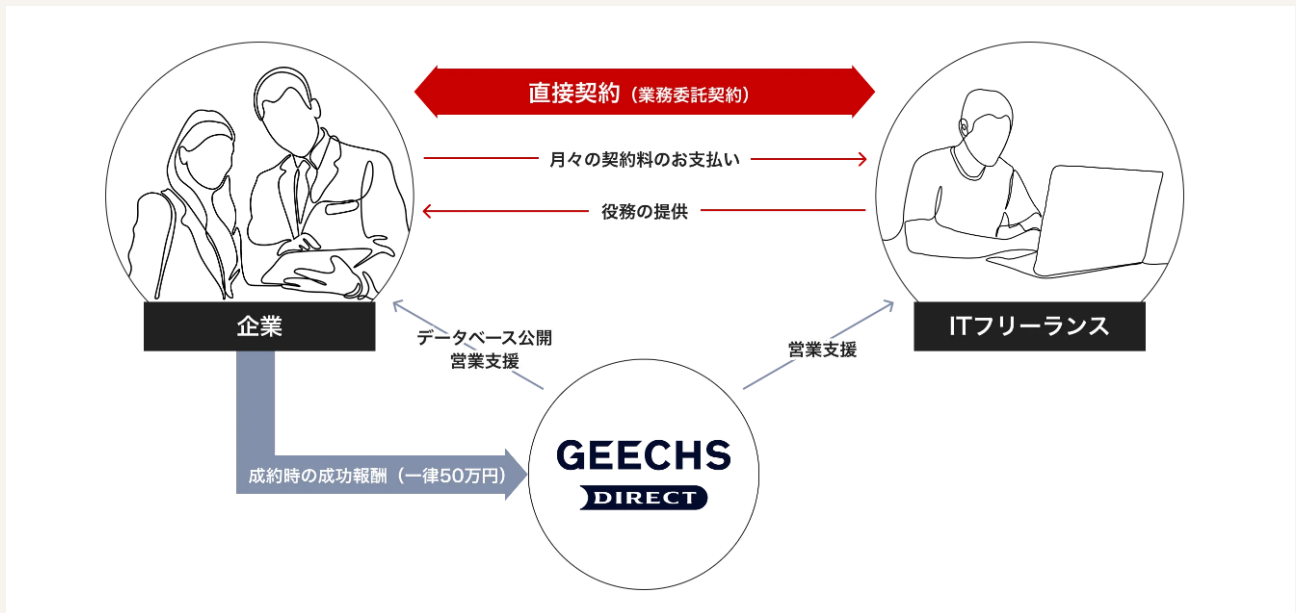 直接契約（業務委託契約）
月々の契約料のお支払い
役務の提供
企業
ITフリーランス
データベース公開
営業支援
営業支援
成約時の成功報酬（一律50万円）
GEECHS
DIRECT